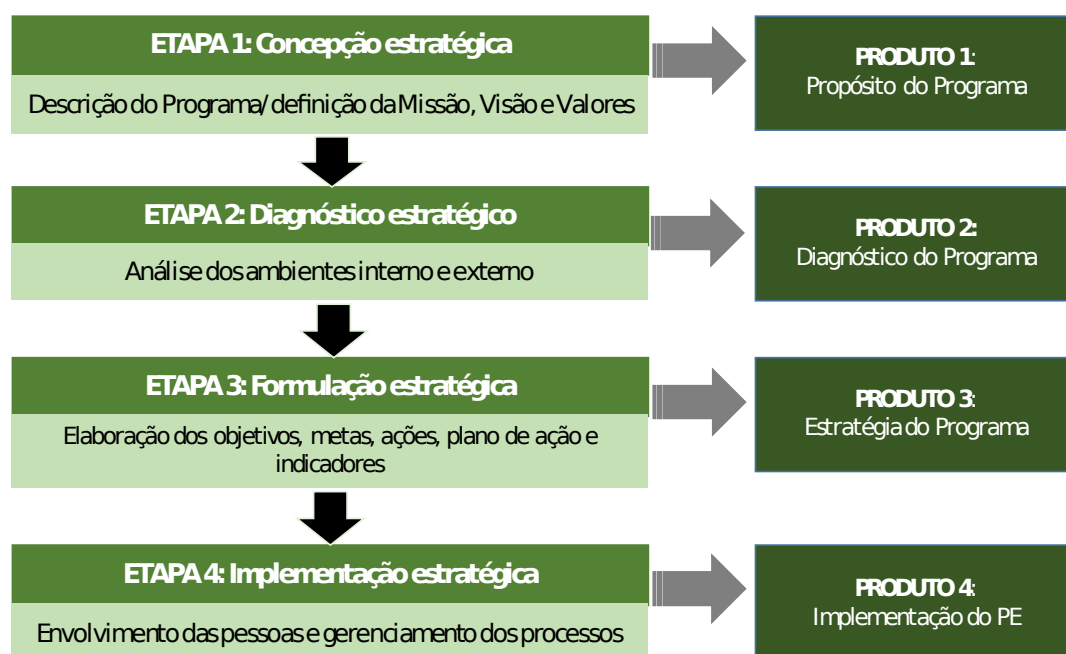 ETAPA 1: Concepção estratégica
Descrição do Programa/ definição da Missão, Visão e Valores
PRODUTO 1:
Propósito do Programa
ETAPA 2: Diagnóstico estratégico
Análise dos ambientes interno e externo
PRODUTO 2:
Diagnóstico do Programa
ETAPA 3: Formulação estratégica
Elaboração dos objetivos, metas, ações, plano de ação e
indicadores
PRODUTO 3:
Estratégia do Programa
ETAPA 4: Implementação estratégica
Envolvimento das pessoas e gerenciamento dos processos
PRODUTO 4:
Implementação do PE